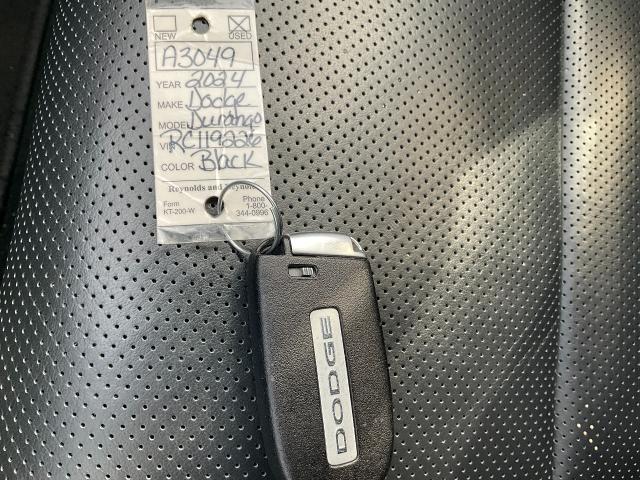 NEW USED
A3049
YEAR 2024
MAKE Dodge
MODEL Durango
VIN RC119226
COLOR Black
Reynolds and Reynolds
Form Phone
KT-200-W 1-800-
344-0996
DODGE